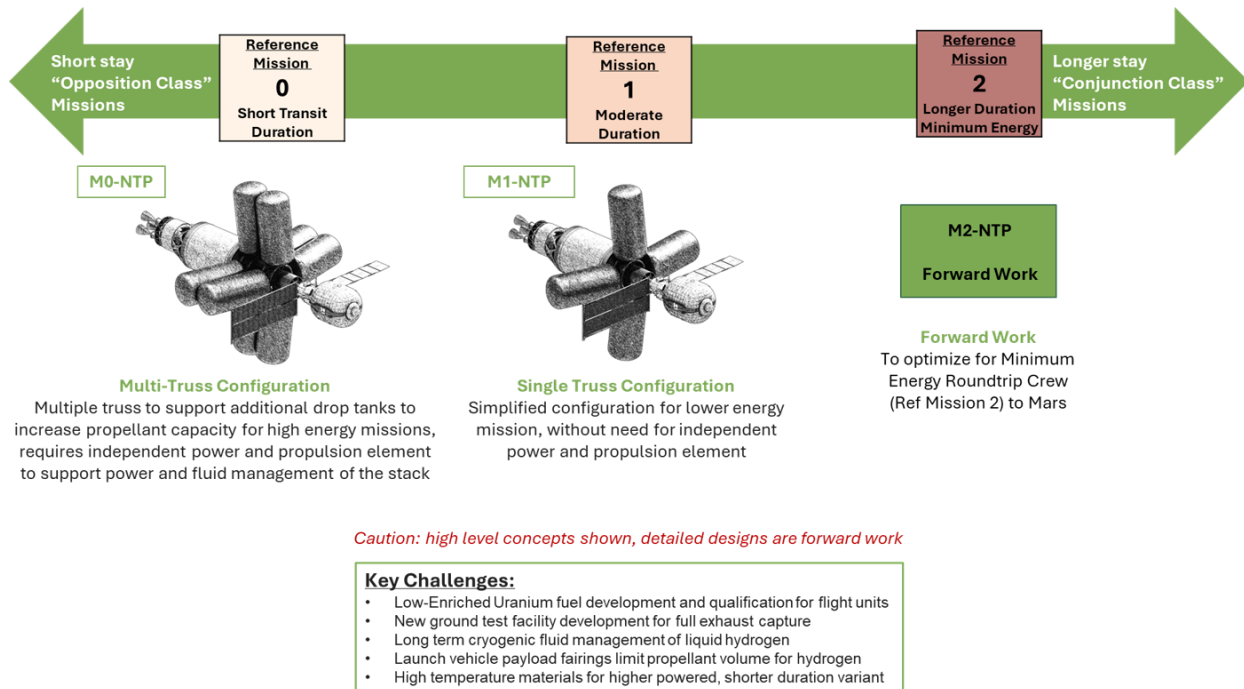 Short stay
“Opposition Class”
Missions
Reference
Mission
0
Short Transit
Duration
Reference
Mission
1
Moderate
Duration
Reference
Mission
2
Longer Duration
Minimum Energy
Longer stay
“Conjunction Class”
Missions
M0-NTP
Multi-Truss Configuration
Multiple truss to support additional drop tanks to
increase propellant capacity for high energy missions,
requires independent power and propulsion element
to support power and fluid management of the stack
M1-NTP
Single Truss Configuration
Simplified configuration for lower energy
mission, without need for independent
power and propulsion element
M2-NTP
Forward Work
Forward Work
To optimize for Minimum
Energy Roundtrip Crew
(Ref Mission 2) to Mars
Caution: high level concepts shown, detailed designs are forward work
Key Challenges:
• Low-Enriched Uranium fuel development and qualification for flight units
• New ground test facility development for full exhaust capture
• Long term cryogenic fluid management of liquid hydrogen
• Launch vehicle payload fairings limit propellant volume for hydrogen
• High temperature materials for higher powered, shorter duration variant